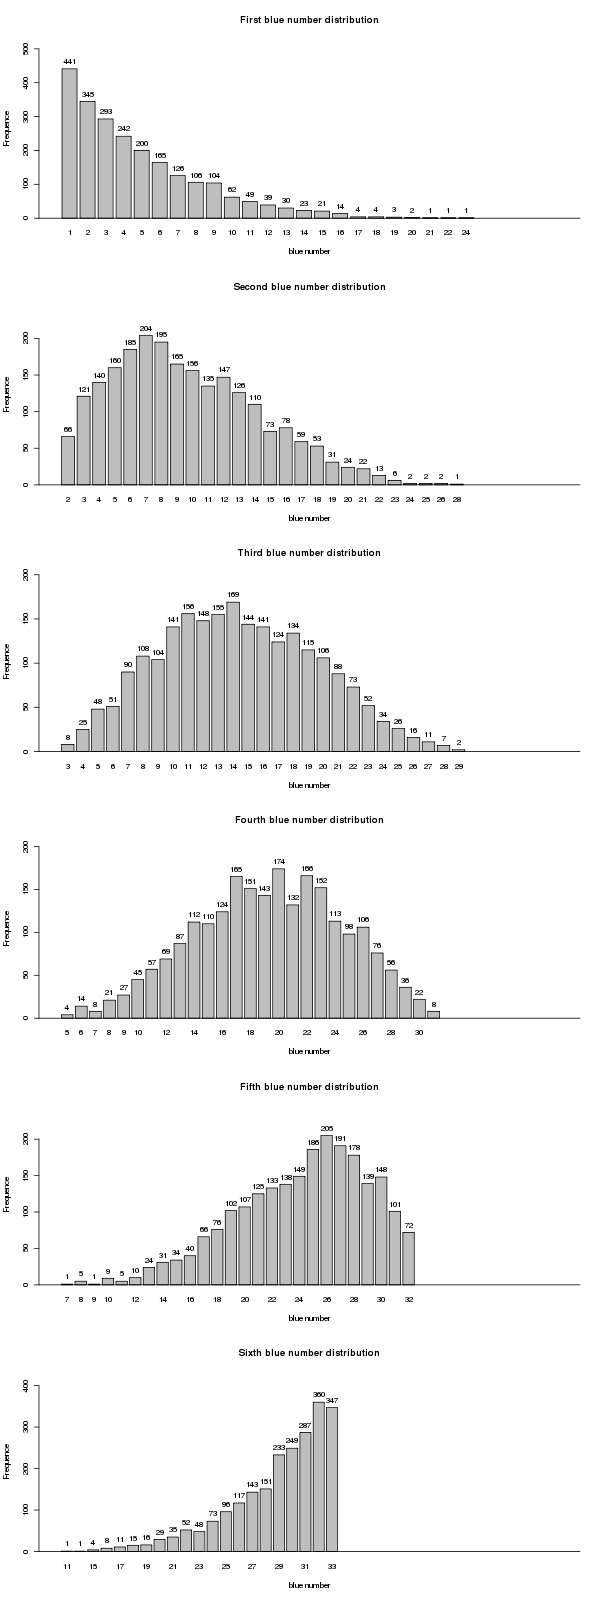 First blue number distribution
Frequence
0 100 200 300 400 500
441 345 293 242 200 165 126 106 104 62 49 39 30 23 21 14 4 4 3 2 1 1 1
1 2 3 4 5 6 7 8 9 10 11 12 13 14 15 16 17 18 19 20 21 22 24
blue number
Second blue number distribution
Frequence
0 50 100 150 200
66 121 140 160 185 204 195 165 156 135 147 126 110 73 78 59 53 31 24 22 13 6 2 2 2 1
2 3 4 5 6 7 8 9 10 11 12 13 14 15 16 17 18 19 20 21 22 23 24 25 26 28
blue number
Third blue number distribution
Frequence
0 50 100 150 200
8 25 48 51 90 108 104 141 156 148 155 169 144 141 124 134 115 106 88 73 52 34 26 16 11 7 2
3 4 5 6 7 8 9 10 11 12 13 14 15 16 17 18 19 20 21 22 23 24 25 26 27 28 29
blue number
Fourth blue number distribution
Frequence
0 50 100 150 200
4 14 8 21 27 45 57 69 87 112 110 124 165 151 143 174 132 166 152 113 98 106 76 56 36 22 8
5 6 7 8 9 10 12 14 16 18 20 22 24 26 28 30
blue number
Fifth blue number distribution
Frequence
0 50 100 150 200
1 5 1 9 5 10 24 31 34 40 66 76 102 107 125 133 138 149 186 205 191 178 139 148 101 72
7 8 9 10 12 14 16 18 20 22 24 26 28 30 32
blue number
Sixth blue number distribution
Frequence
0 100 200 300 400
1 1 4 8 11 15 16 29 35 52 48 73 96 117 143 151 233 249 287 360 347
11 15 17 19 21 23 25 27 29 31 33
blue number